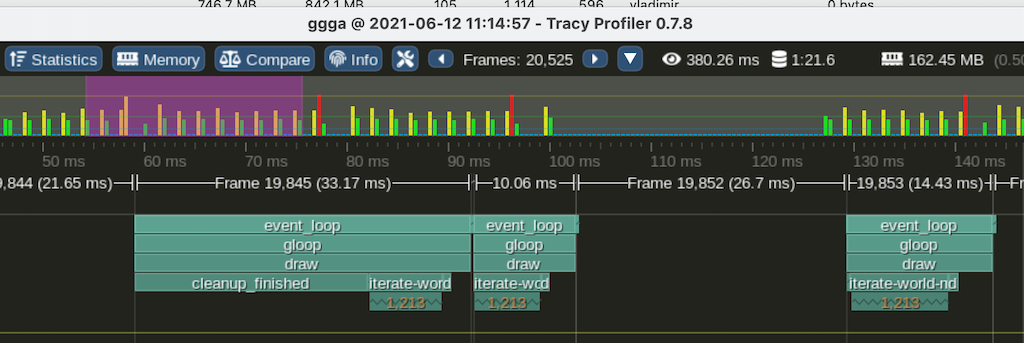 746.7 MB 842.1 MB 105 1,114 596 vladimir 0 bytes
ggga @ 2021-06-12 11:14:57 - Tracy Profiler 0.7.8
Statistics Memory Compare Info Frames: 20,525 380.26 ms 1:21.6 162.45 MB (0.50
50 ms 60 ms 70 ms 80 ms 90 ms 100 ms 110 ms 120 ms 130 ms 140 ms
9,844 (21.65 ms) Frame 19,845 (33.17 ms) 10.06 ms Frame 19,852 (26.7 ms) 19,853 (14.43 ms) Fr
event_loop event_loop event_loop
gloop gloop gloop
draw draw draw
cleanup_finished iterate-word iterate-wcd iterate-world-nd
1,213 1,213 1,213